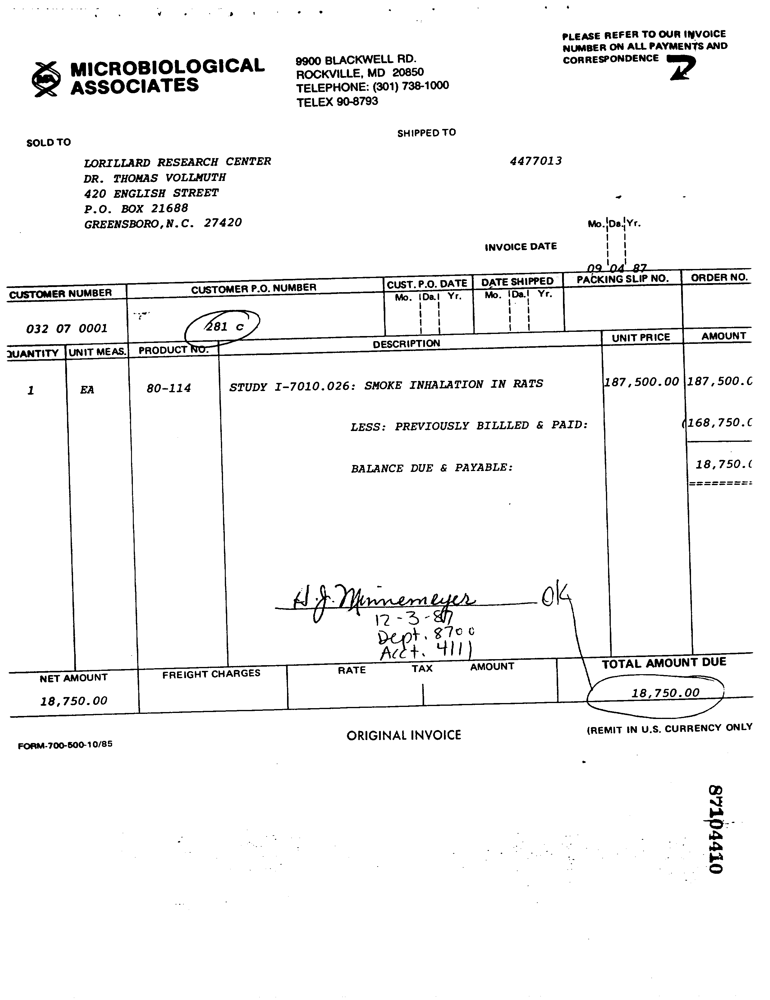 PLEASE REFER TO OUR INVOICE
NUMBER ON ALL PAYMENTS AND
CORRESPONDENCE
MICROBIOLOGICAL
ASSOCIATES
9900 BLACKWELL RD.
ROCKVILLE, MD 20850
TELEPHONE: (301) 738-1000
TELEX 90-8793
SOLD TO
SHIPPED TO
LORILLARD RESEARCH CENTER
DR. THOMAS VOLLMUTH
420 ENGLISH STREET
P.O. BOX 21688
GREENSBORO,N.C. 27420
4477013
Mo. Da. Yr.
INVOICE DATE
09 04 87
CUSTOMER NUMBER CUSTOMER P.O. NUMBER CUST. P.O. DATE DATE SHIPPED PACKING SLIP NO. ORDER NO.
Mo. Da. Yr. Mo. Da. Yr.
032 07 0001 281 c
QUANTITY UNIT MEAS. PRODUCT NO. DESCRIPTION UNIT PRICE AMOUNT
1 EA 80-114 STUDY I-7010.026: SMOKE INHALATION IN RATS 187,500.00 187,500.0
LESS: PREVIOUSLY BILLLED & PAID: (168,750.0
BALANCE DUE & PAYABLE: 18,750.0
=========
H.J. Minnemeyer OK
12-3-87
Dept. 8700
Acct. 4111
NET AMOUNT FREIGHT CHARGES RATE TAX AMOUNT TOTAL AMOUNT DUE
18,750.00 18,750.00
FORM-700-500-10/85
ORIGINAL INVOICE
(REMIT IN U.S. CURRENCY ONLY
87104410